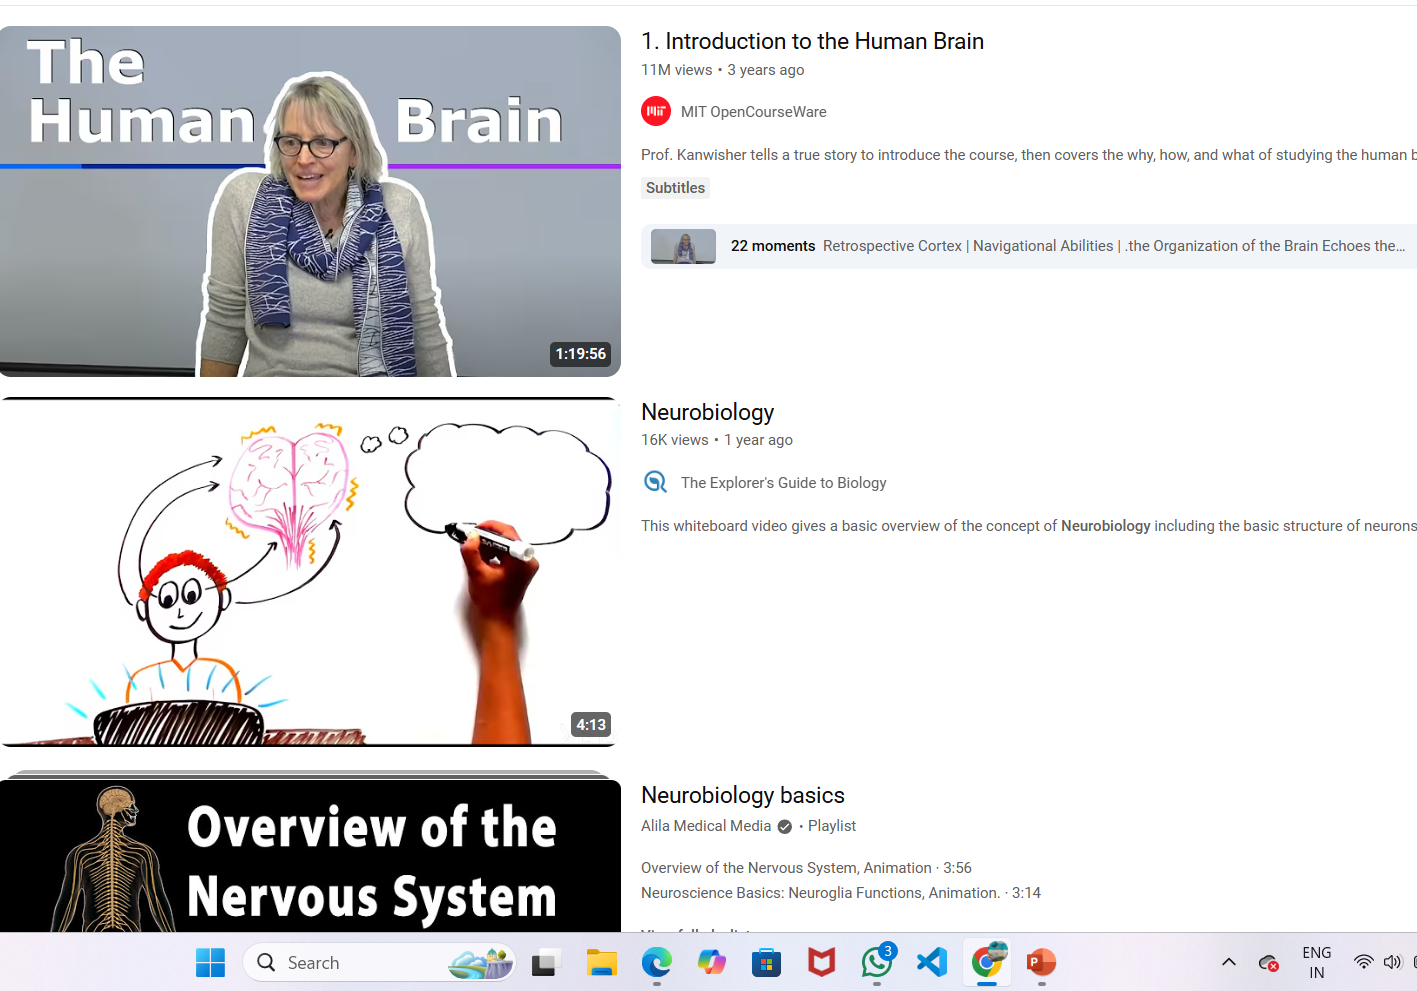 The
Human Brain
1:19:56
1. Introduction to the Human Brain
11M views • 3 years ago
MIT OpenCourseWare
Prof. Kanwisher tells a true story to introduce the course, then covers the why, how, and what of studying the human
Subtitles
22 moments Retrospective Cortex | Navigational Abilities | .the Organization of the Brain Echoes the...
4:13
Neurobiology
16K views • 1 year ago
The Explorer's Guide to Biology
This whiteboard video gives a basic overview of the concept of Neurobiology including the basic structure of neurons
Overview of the
Nervous System
Neurobiology basics
Alila Medical Media • Playlist
Overview of the Nervous System, Animation · 3:56
Neuroscience Basics: Neuroglia Functions, Animation. · 3:14
Search
3
ENG
IN